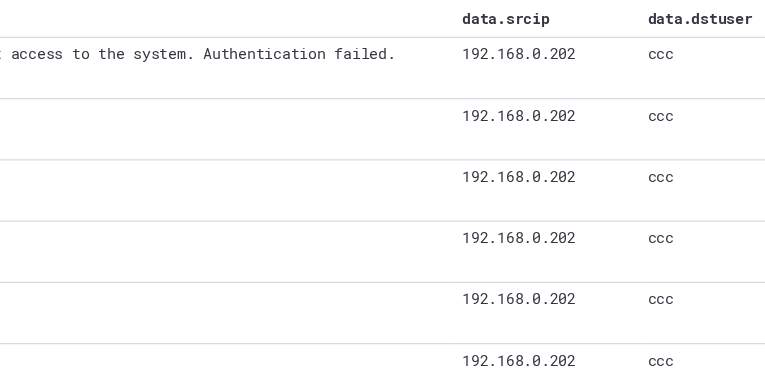 data.srcip data.dstuser
access to the system. Authentication failed. 192.168.0.202 ccc
192.168.0.202 ccc
192.168.0.202 ccc
192.168.0.202 ccc
192.168.0.202 ccc
192.168.0.202 ccc